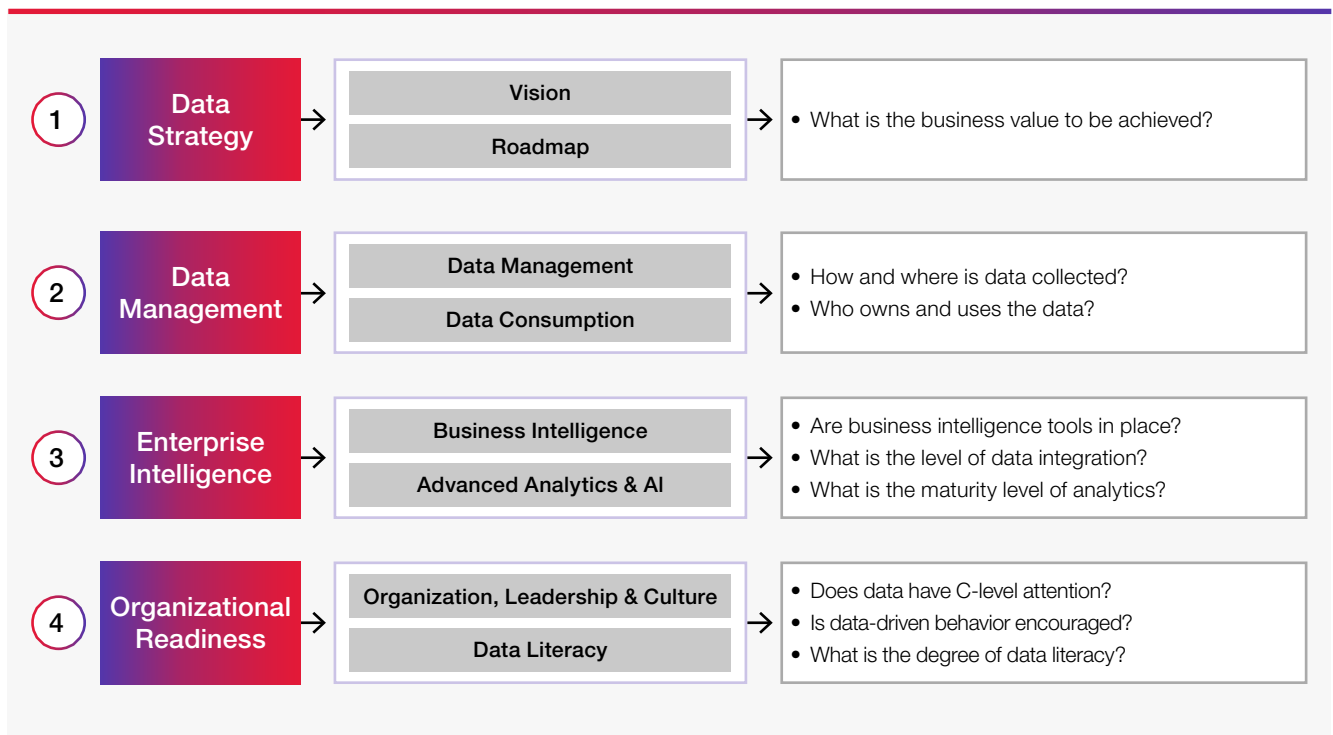 1
Data
Strategy
Vision
Roadmap
• What is the business value to be achieved?
2
Data
Management
Data Management
Data Consumption
• How and where is data collected?
• Who owns and uses the data?
3
Enterprise
Intelligence
Business Intelligence
Advanced Analytics & AI
• Are business intelligence tools in place?
• What is the level of data integration?
• What is the maturity level of analytics?
4
Organizational
Readiness
Organization, Leadership & Culture
Data Literacy
• Does data have C-level attention?
• Is data-driven behavior encouraged?
• What is the degree of data literacy?